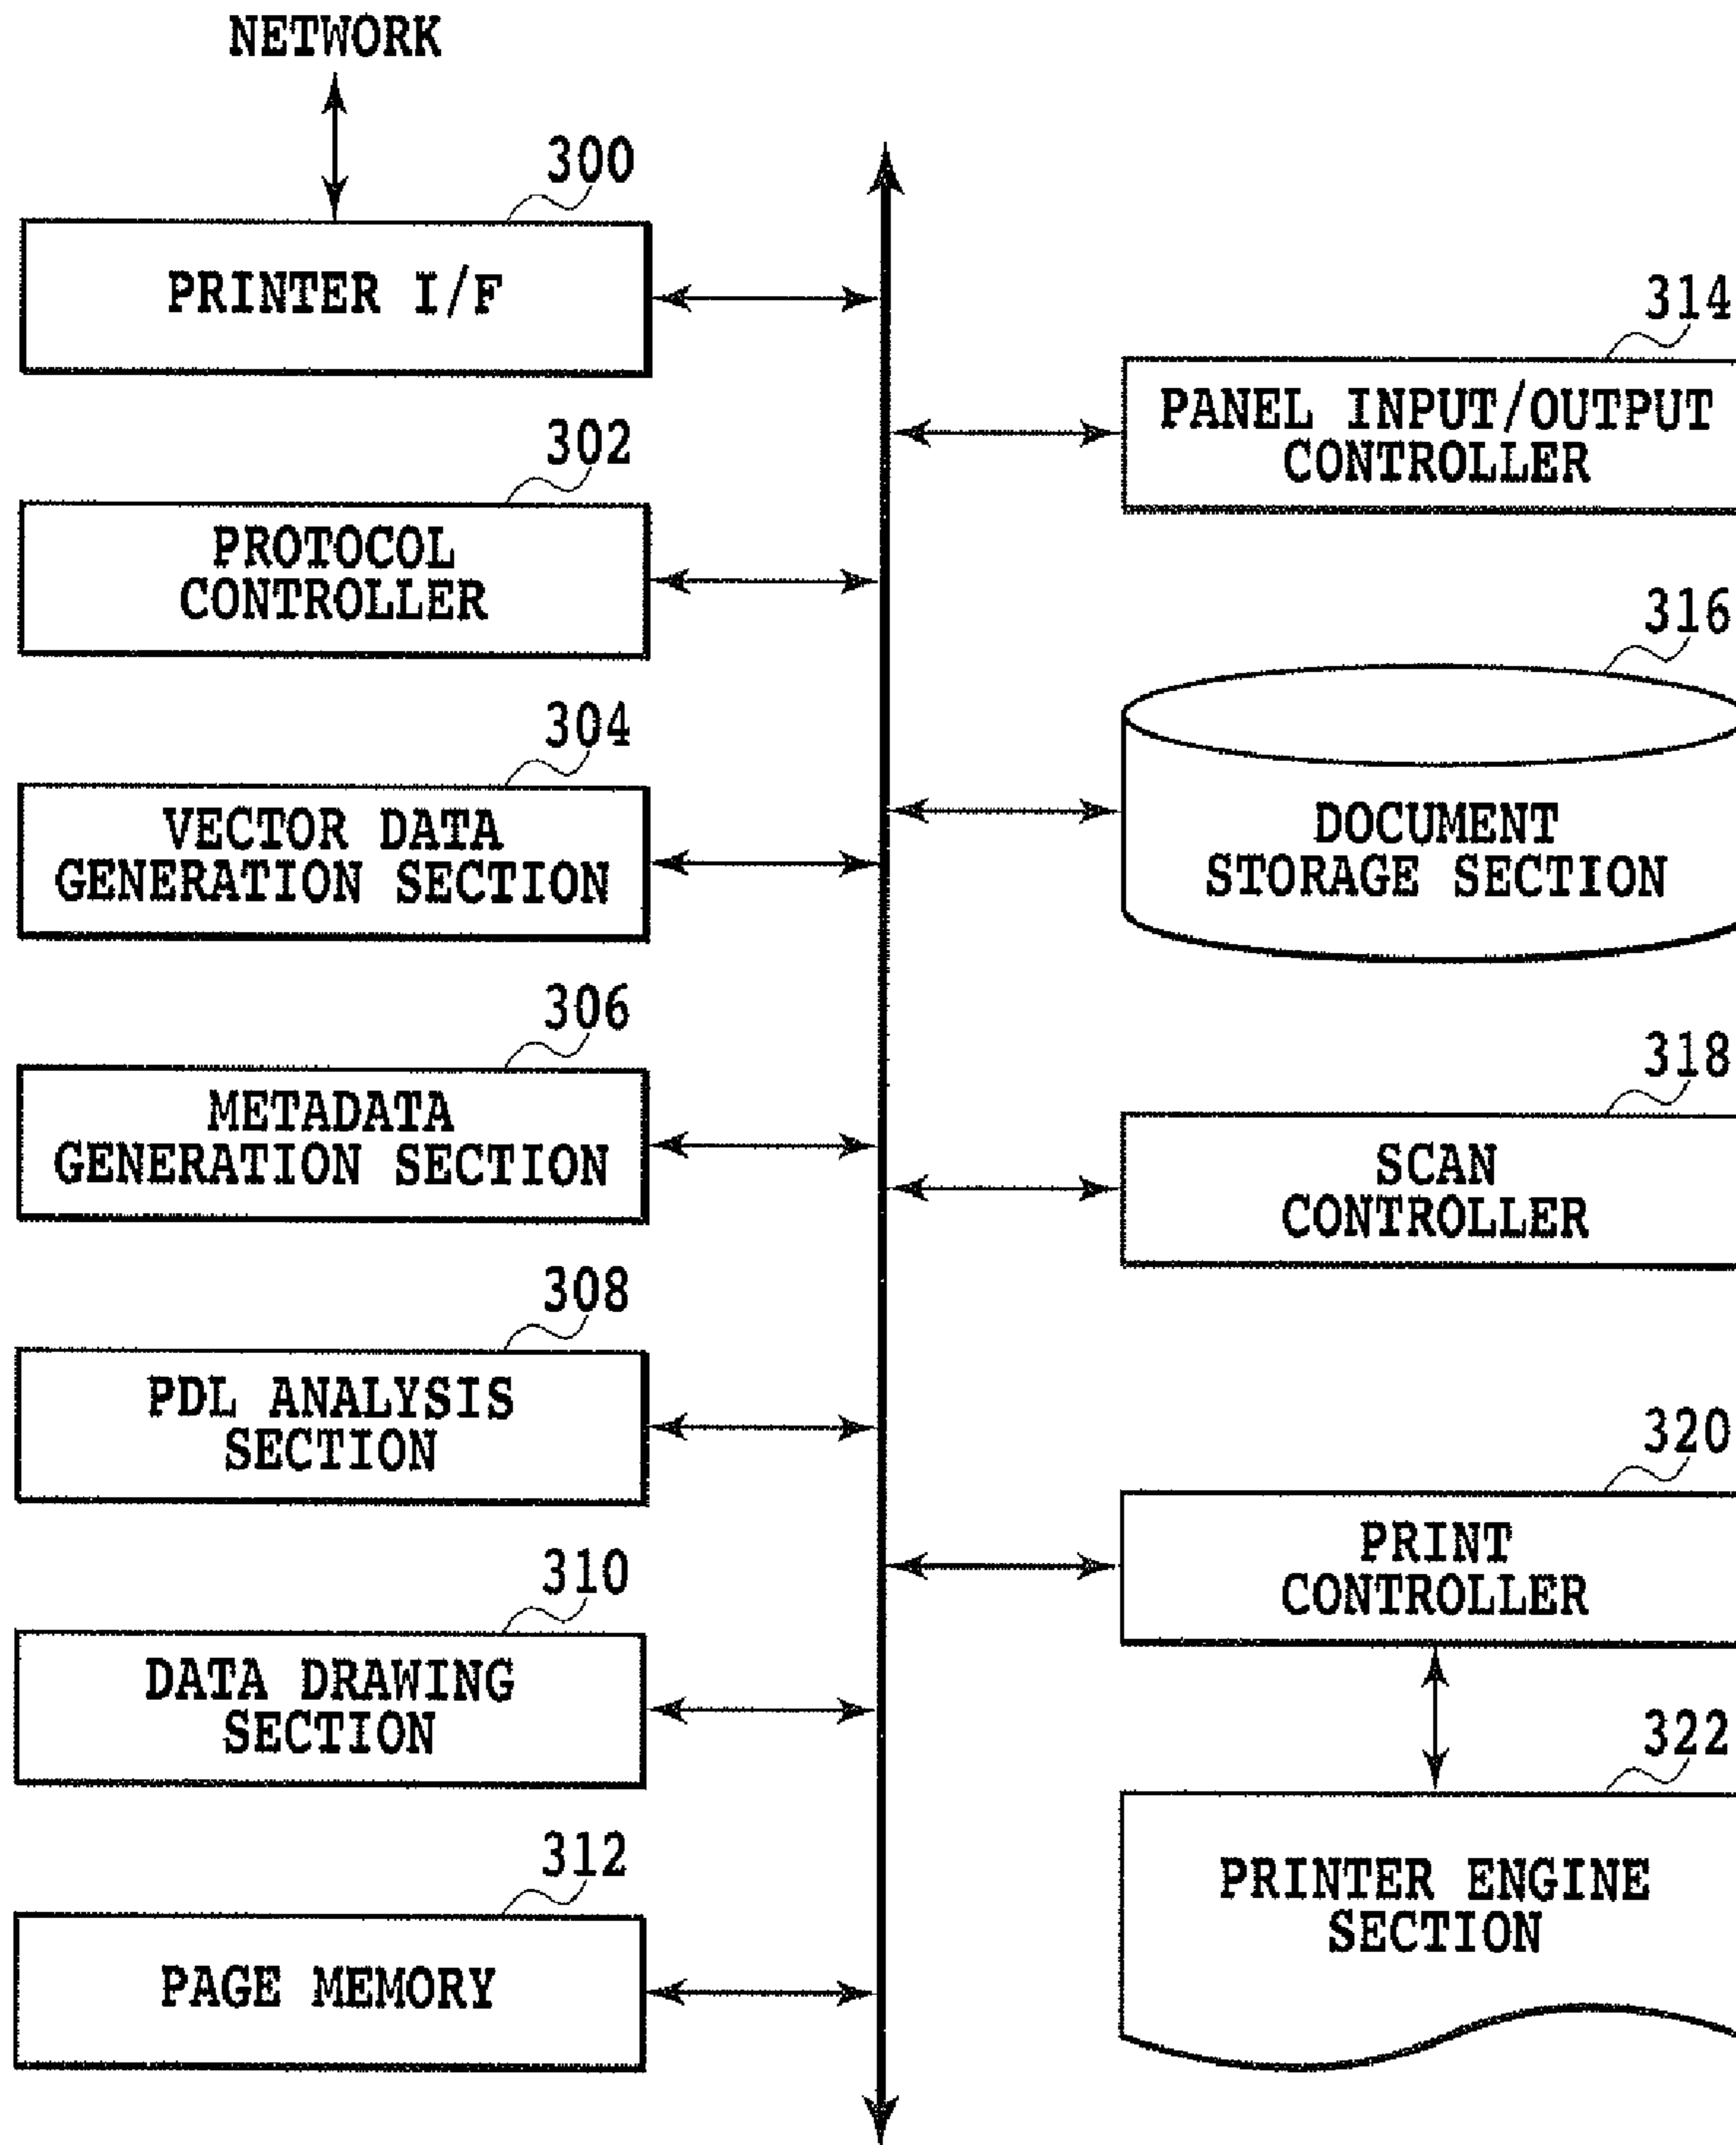 NETWORK
300
PRINTER I/F
302
PROTOCOL
CONTROLLER
304
VECTOR DATA
GENERATION SECTION
306
METADATA
GENERATION SECTION
308
PDL ANALYSIS
SECTION
310
DATA DRAWING
SECTION
312
PAGE MEMORY
314
PANEL INPUT/OUTPUT
CONTROLLER
316
DOCUMENT
STORAGE SECTION
318
SCAN
CONTROLLER
320
PRINT
CONTROLLER
322
PRINTER ENGINE
SECTION